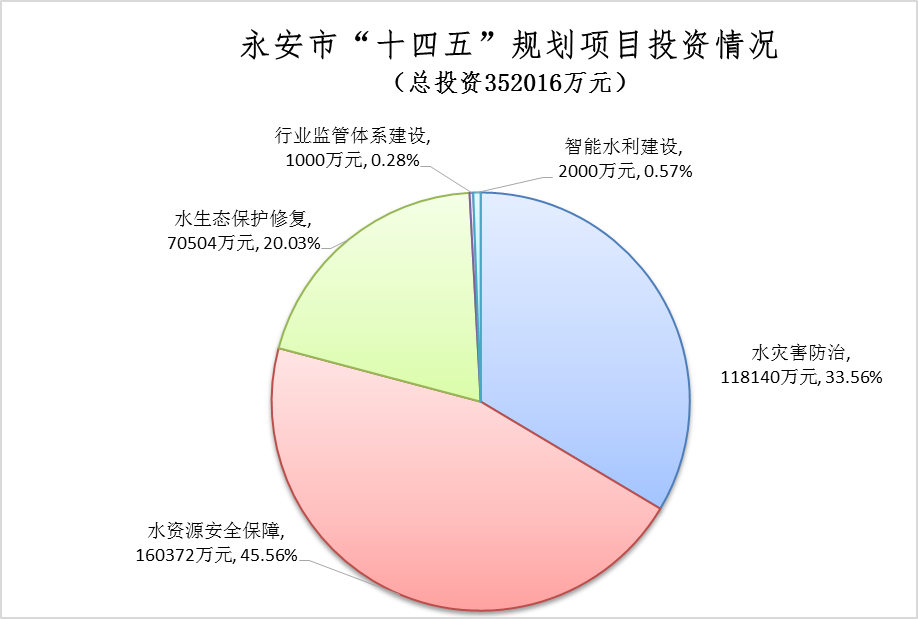 永安市“十四五”规划项目投资情况
（总投资352016万元）
行业监管体系建设,
1000万元, 0.28%
智能水利建设,
2000万元, 0.57%
水生态保护修复,
70504万元, 20.03%
水灾害防治,
118140万元, 33.56%
水资源安全保障,
160372万元, 45.56%